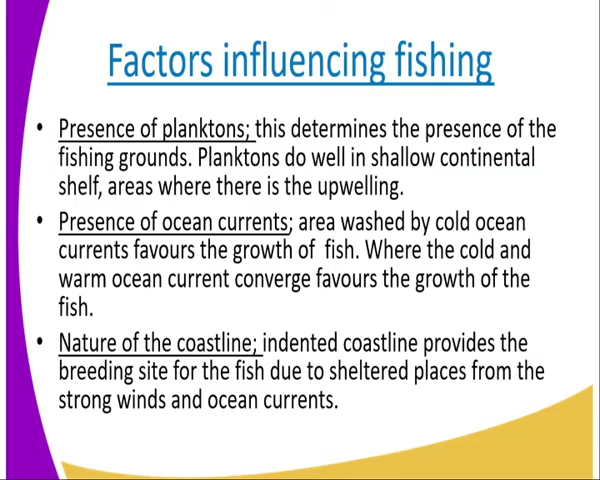 Factors influencing fishing
• Presence of planktons; this determines the presence of the
fishing grounds. Planktons do well in shallow continental
shelf, areas where there is the upwelling.
• Presence of ocean currents; area washed by cold ocean
currents favours the growth of  fish. Where the cold and
warm ocean current converge favours the growth of the
fish.
• Nature of the coastline; indented coastline provides the
breeding site for the fish due to sheltered places from the
strong winds and ocean currents.